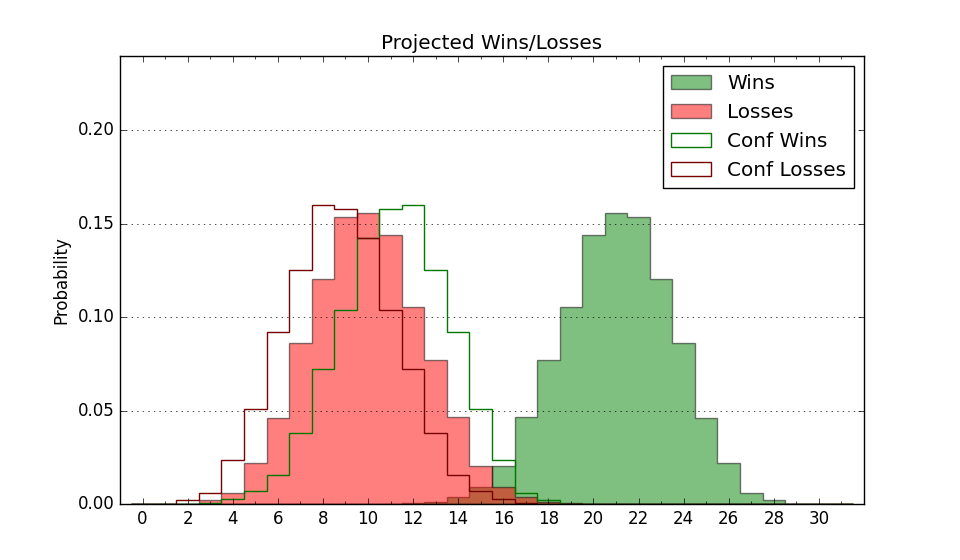 Projected Wins/Losses
Wins
Losses
Conf Wins
Conf Losses
Probability
0.20
0.15
0.10
0.05
0.00
0 2 4 6 8 10 12 14 16 18 20 22 24 26 28 30